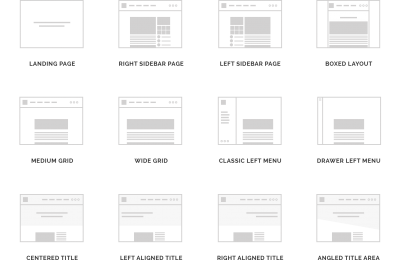 LANDING PAGE
RIGHT SIDEBAR PAGE
LEFT SIDEBAR PAGE
BOXED LAYOUT
MEDIUM GRID
WIDE GRID
CLASSIC LEFT MENU
DRAWER LEFT MENU
CENTERED TITLE
LEFT ALIGNED TITLE
RIGHT ALIGNED TITLE
ANGLED TITLE AREA